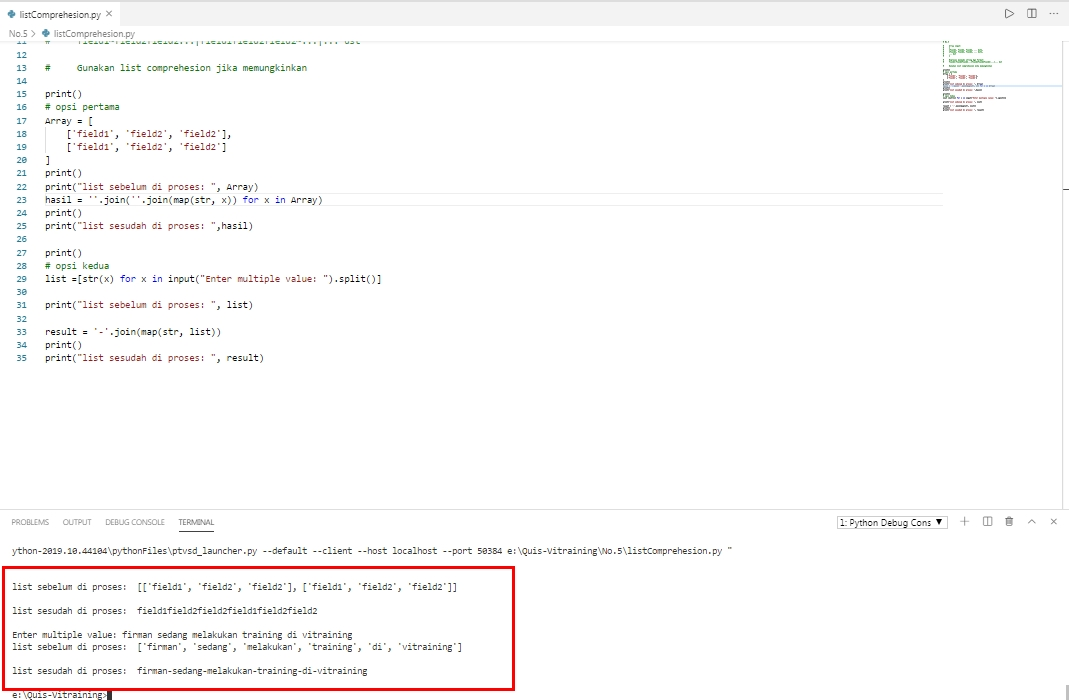 listComprehesion.py
No.5 > listComprehesion.py
12
13 # Gunakan list comprehesion jika memungkinkan
14
15 print()
16 # opsi pertama
17 Array = [
18 ['field1', 'field2', 'field2'],
19 ['field1', 'field2', 'field2']
20 ]
21 print()
22 print("list sebelum di proses: ", Array)
23 hasil = ''.join(''.join(map(str, x)) for x in Array)
24 print()
25 print("list sesudah di proses: ",hasil)
26
27 print()
28 # opsi kedua
29 list =[str(x) for x in input("Enter multiple value: ").split()]
30
31 print("list sebelum di proses: ", list)
32
33 result = '-'.join(map(str, list))
34 print()
35 print("list sesudah di proses: ", result)
PROBLEMS OUTPUT DEBUG CONSOLE TERMINAL 1: Python Debug Cons
ython-2019.10.44104\pythonFiles\ptvsd_launcher.py --default --client --host localhost --port 50384 e:\Quis-Vitraining\No.5\listComprehesion.py "
list sebelum di proses: [['field1', 'field2', 'field2'], ['field1', 'field2', 'field2']]
list sesudah di proses: field1field2field2field1field2field2
Enter multiple value: firman sedang melakukan training di vitraining
list sebelum di proses: ['firman', 'sedang', 'melakukan', 'training', 'di', 'vitraining']
list sesudah di proses: firman-sedang-melakukan-training-di-vitraining
e:\Quis-Vitraining>